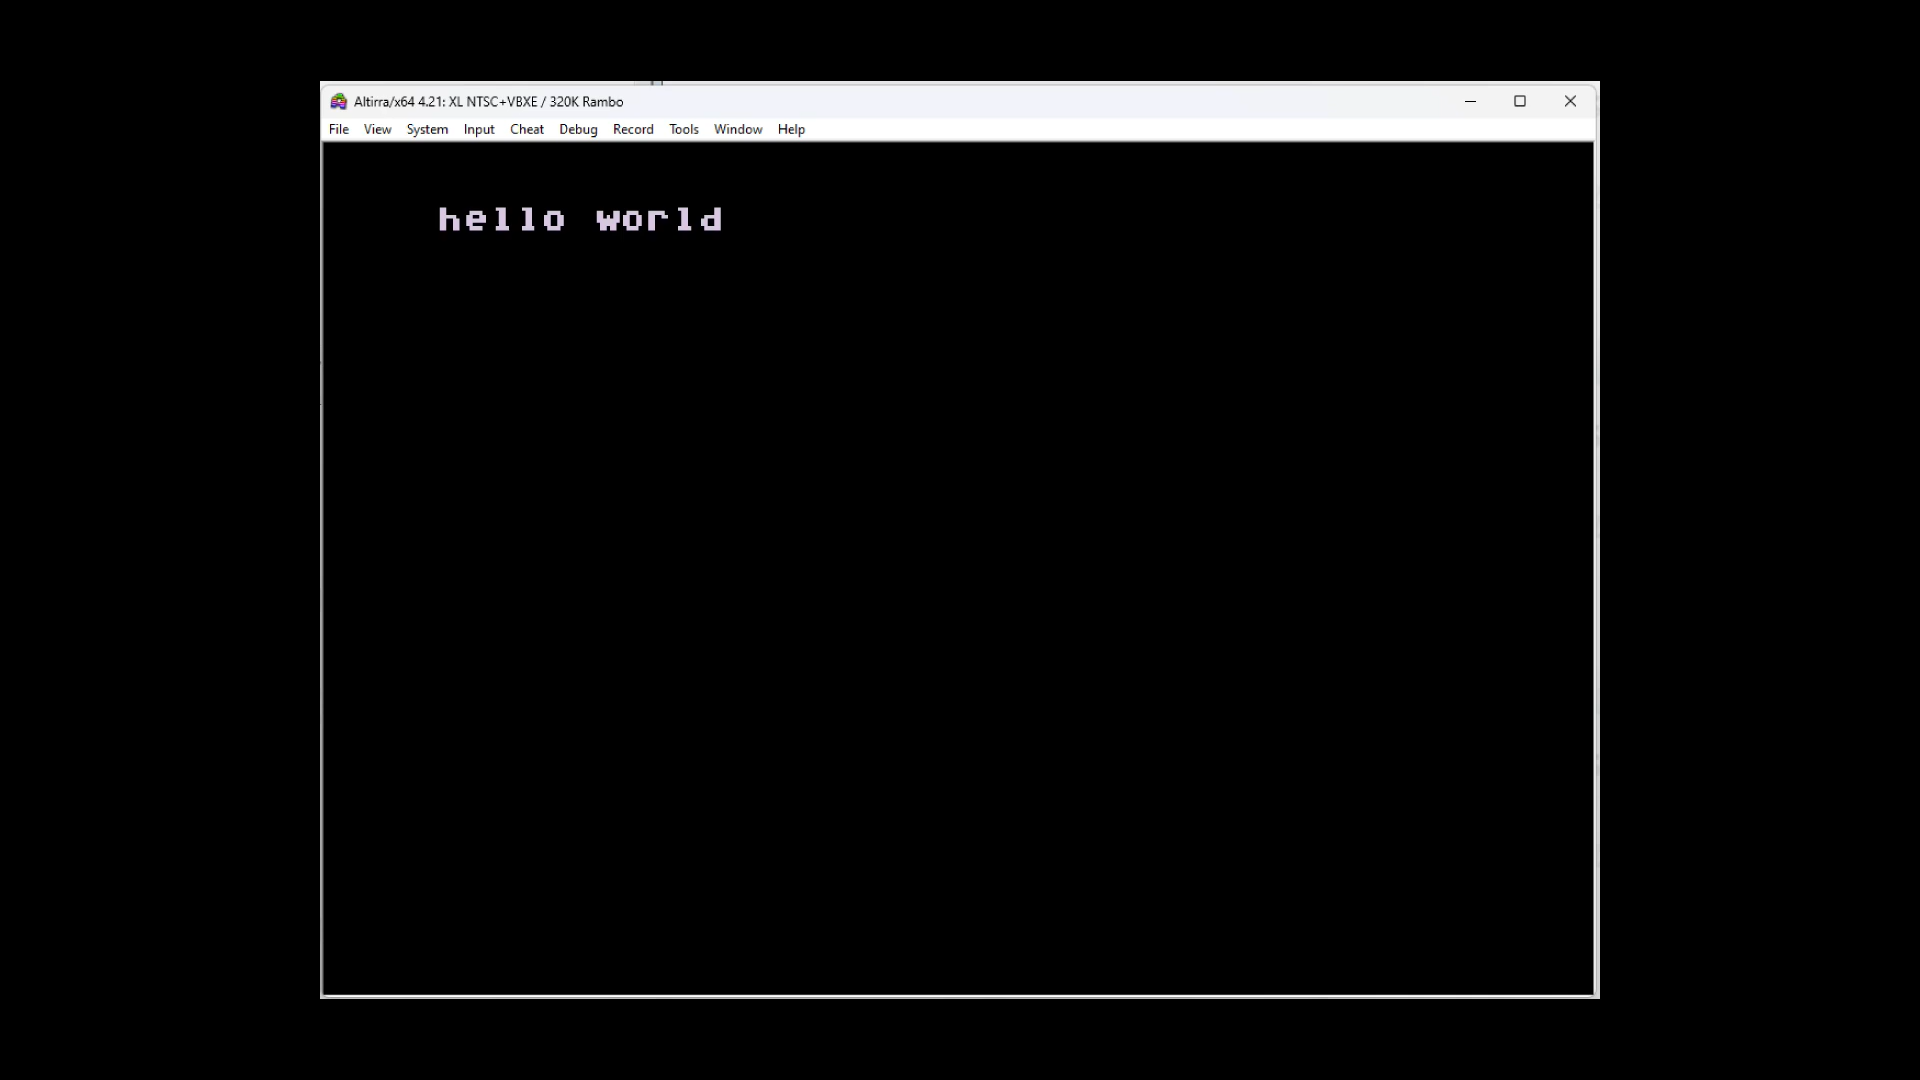 Altirra/x64 4.21: XL NTSC+VBXE / 320K Rambo
File View System Input Cheat Debug Record Tools Window Help
hello world